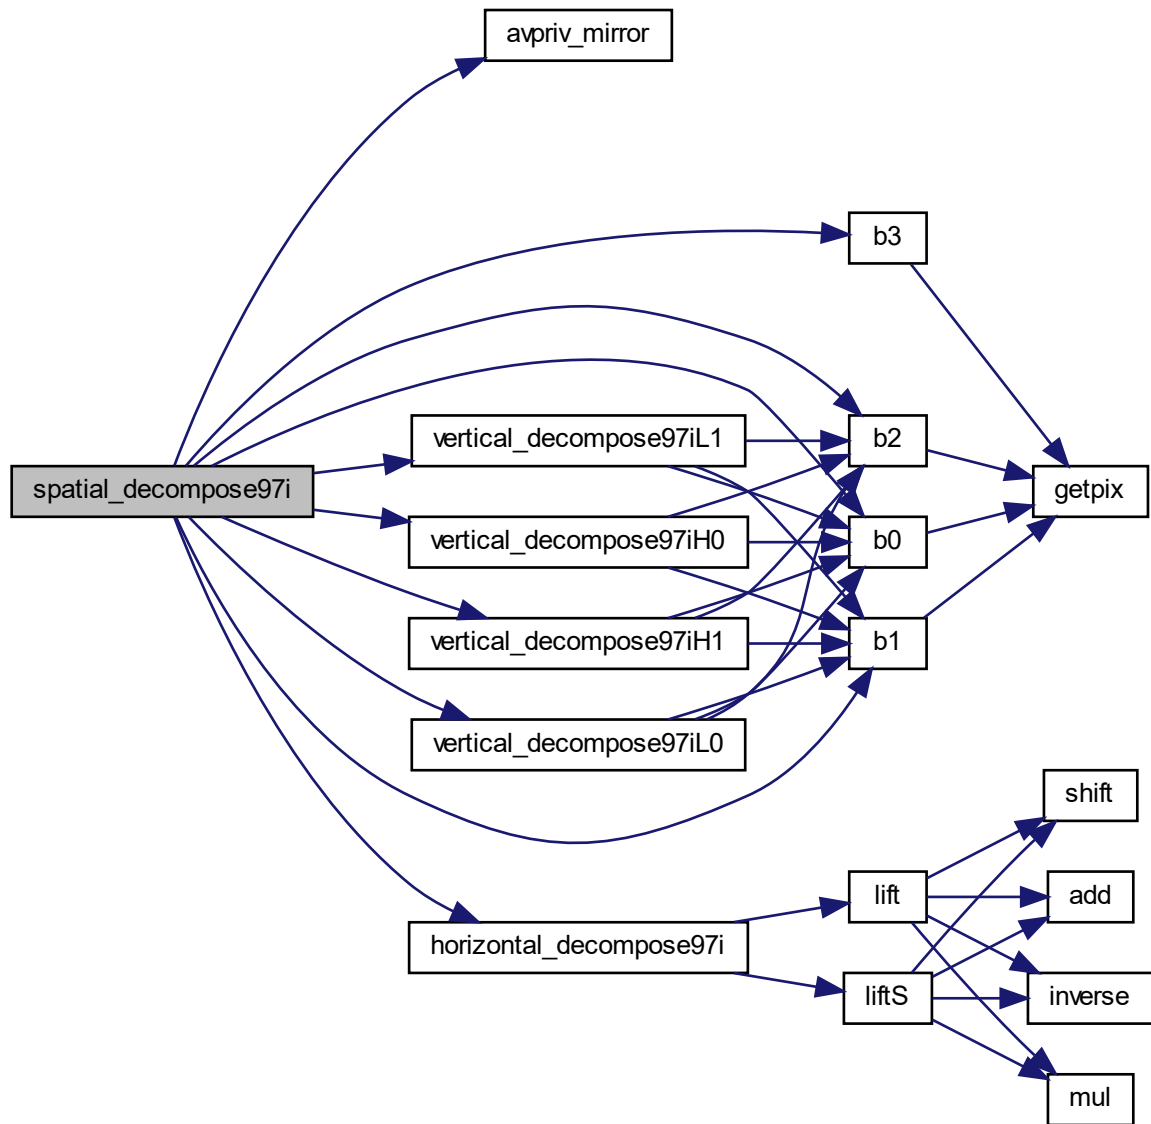 avpriv_mirror
b3
vertical_decompose97iL1
b2
spatial_decompose97i
getpix
vertical_decompose97iH0
b0
vertical_decompose97iH1
b1
vertical_decompose97iL0
shift
lift
add
horizontal_decompose97i
liftS
inverse
mul